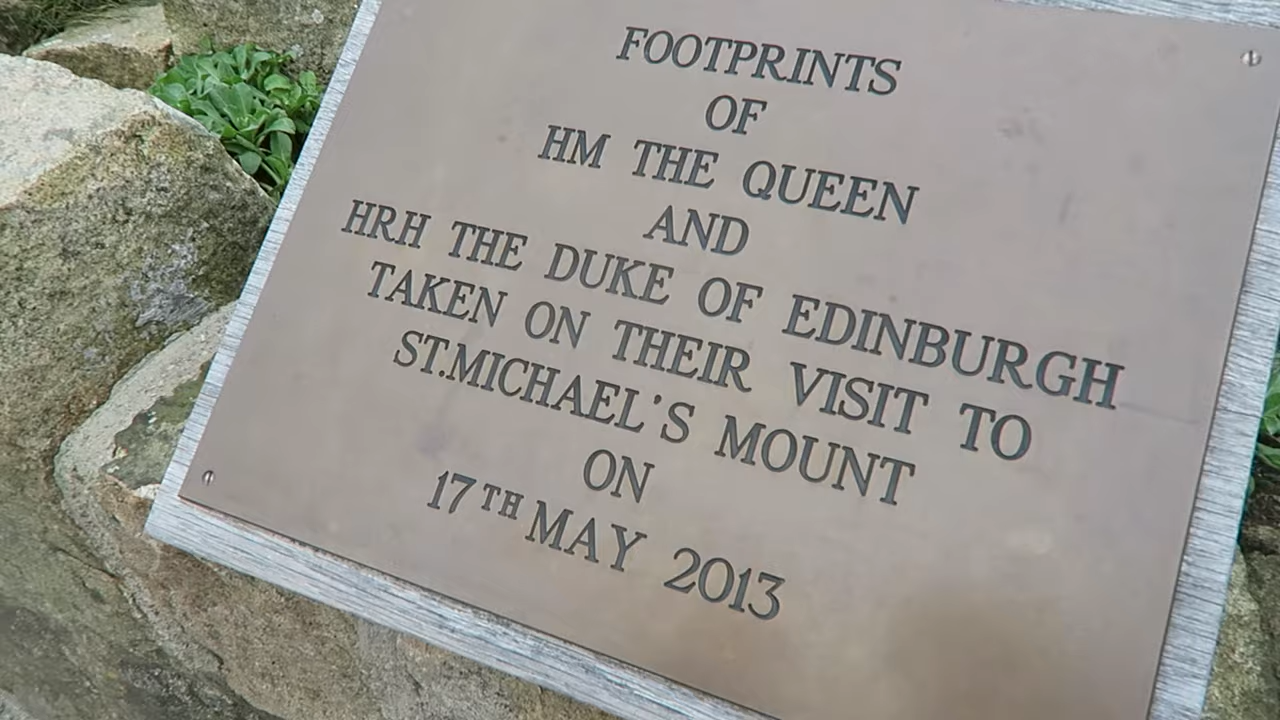 FOOTPRINTS
OF
HM THE QUEEN
AND
HRH THE DUKE OF EDINBURGH
TAKEN ON THEIR VISIT TO
ST.MICHAEL'S MOUNT
ON
17TH MAY 2013